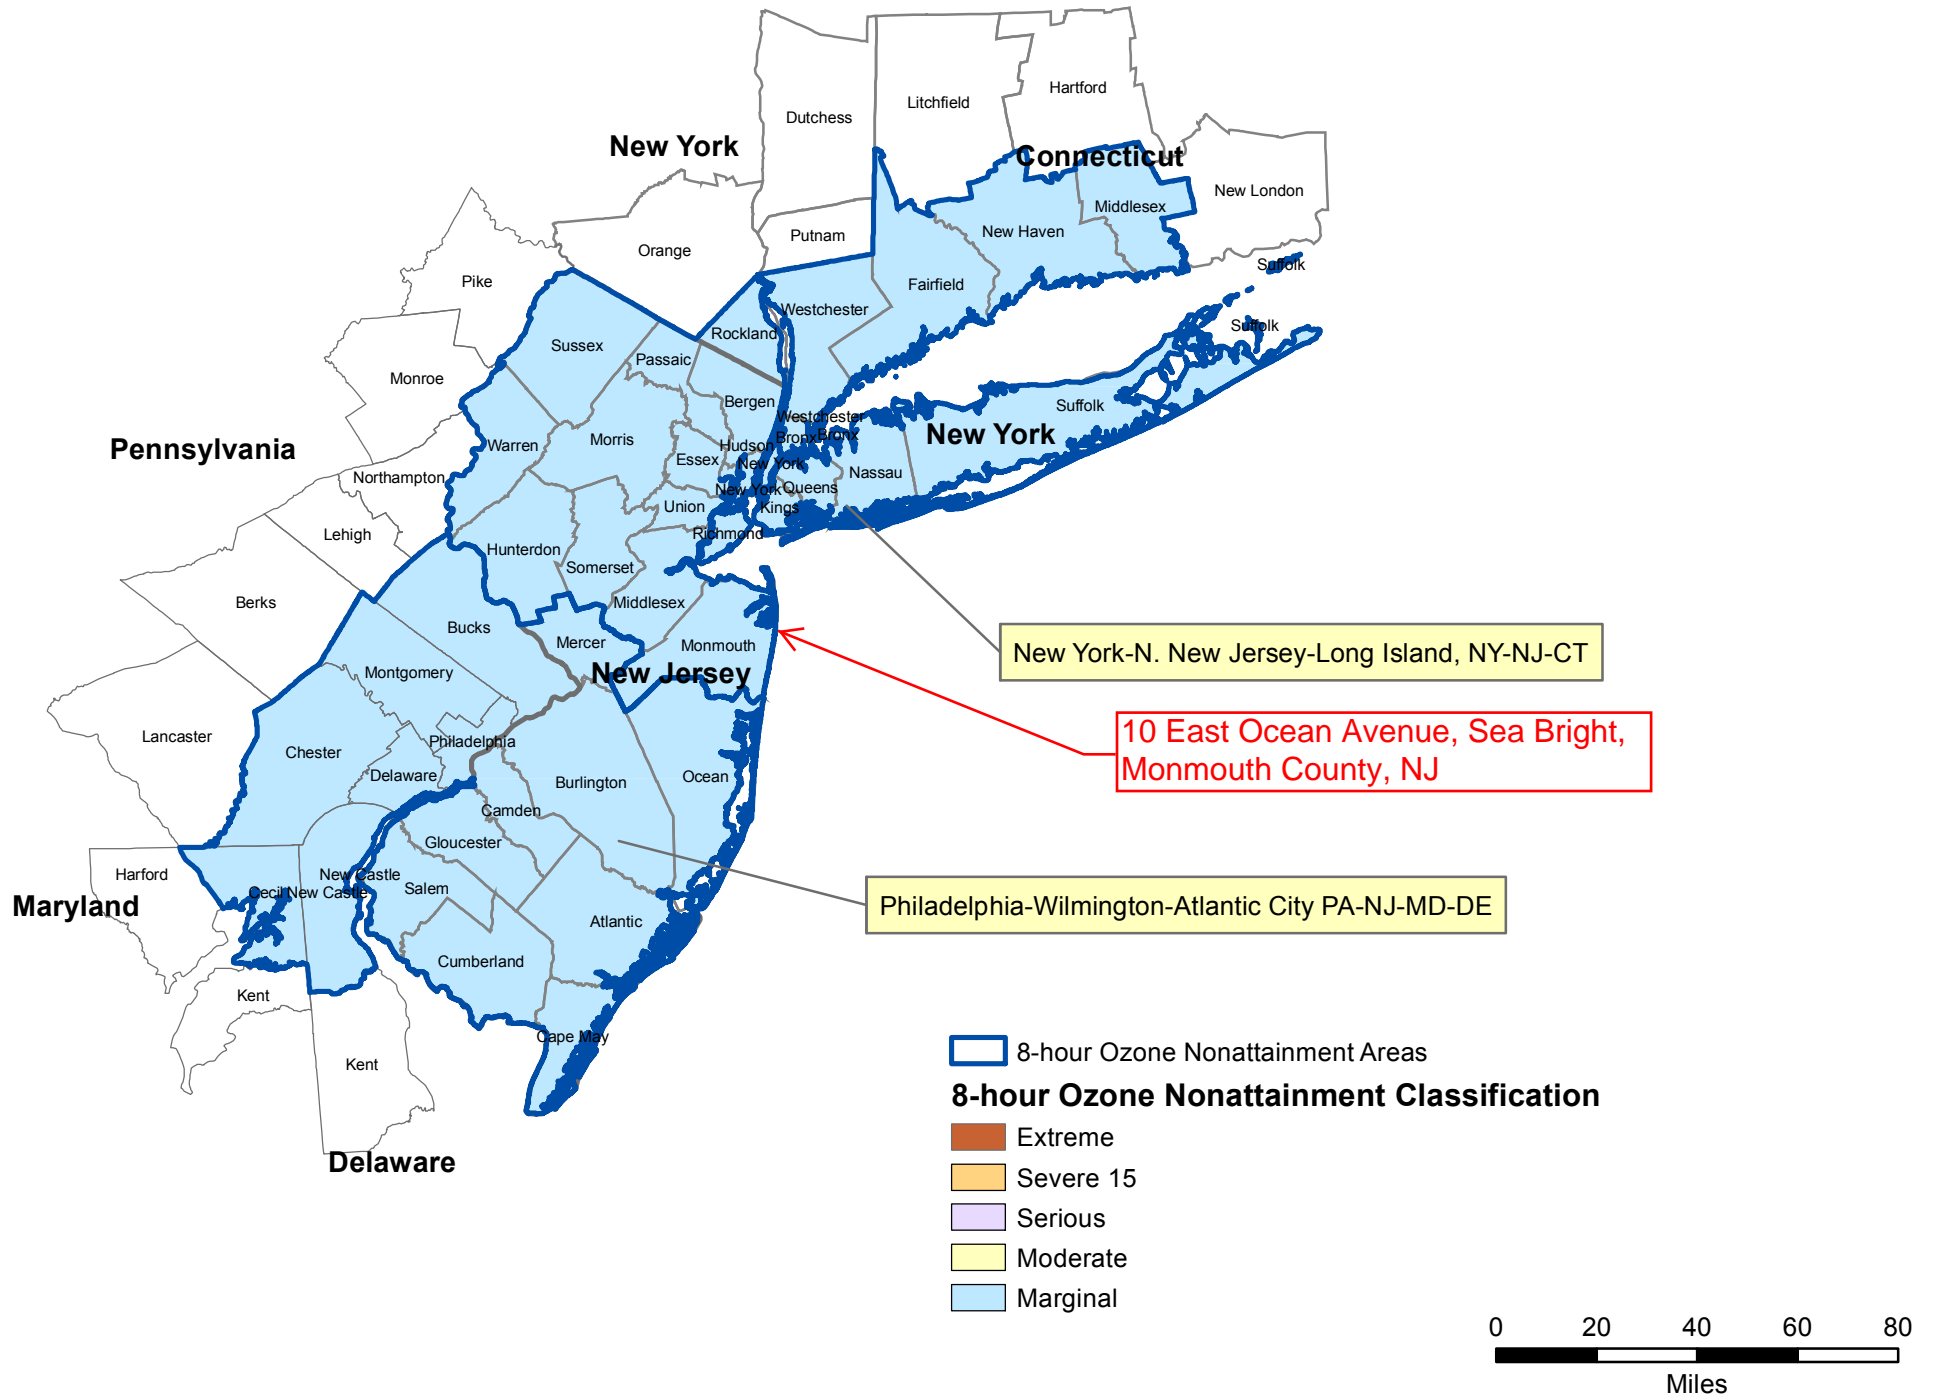 Dutchess
Litchfield
Hartford
New York
Connecticut
New London
Middlesex
New Haven
Putnam
Orange
Suffolk
Pike
Fairfield
Westchester
Suffolk
Rockland
Sussex
Passaic
Monroe
Bergen
Suffolk
Westchester
New York
Pennsylvania
Warren
Morris
Hudson
Bronx
Bronx
Essex
New York
Nassau
Northampton
New York
Queens
Union
Kings
Lehigh
Richmond
Hunterdon
Somerset
Berks
Middlesex
Bucks
Mercer
Monmouth
New York-N. New Jersey-Long Island, NY-NJ-CT
Montgomery
New Jersey
10 East Ocean Avenue, Sea Bright,
Monmouth County, NJ
Lancaster
Chester
Philadelphia
Delaware
Burlington
Ocean
Camden
Gloucester
Harford
New Castle
Cecil
New Castle
Salem
Maryland
Philadelphia-Wilmington-Atlantic City PA-NJ-MD-DE
Atlantic
Cumberland
Kent
Cape May
Kent
Delaware
8-hour Ozone Nonattainment Areas
8-hour Ozone Nonattainment Classification
Extreme
Severe 15
Serious
Moderate
Marginal
0 20 40 60 80
Miles